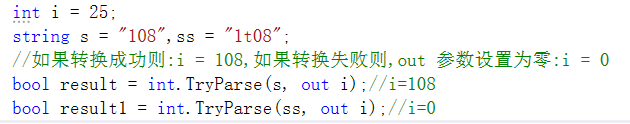 int i = 25;
string s = "108",ss = "1t08";
//如果转换成功则:i = 108,如果转换失败则,out 参数设置为零:i = 0
bool result = int.TryParse(s, out i);//i=108
bool result1 = int.TryParse(ss, out i);//i=0